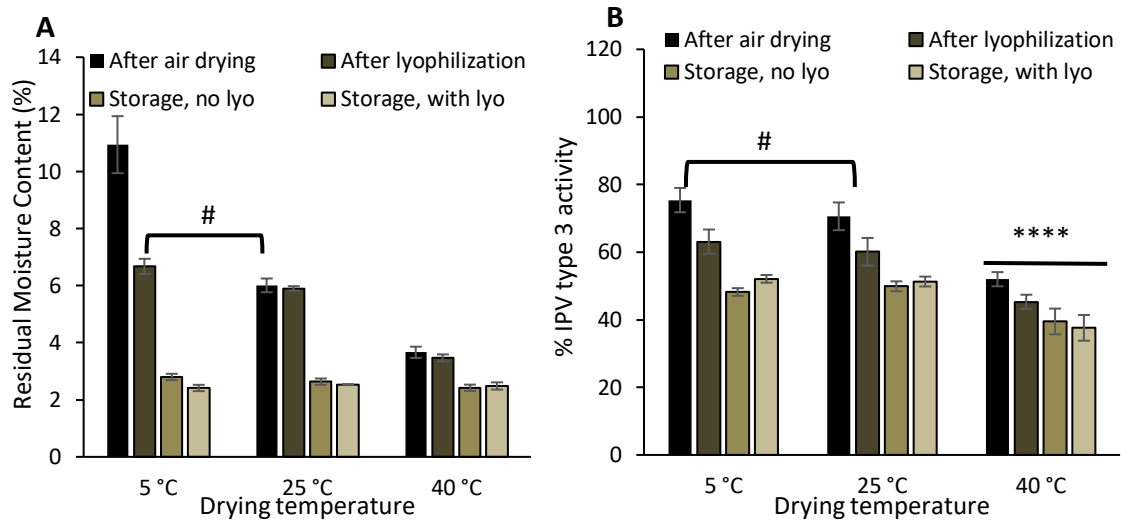 A
Residual Moisture Content (%)
14
12
10
8
6
4
2
0
After air drying
After lyophilization
Storage, no lyo
Storage, with lyo
#
5 °C
25 °C
40 °C
Drying temperature
B
% IPV type 3 activity
120
100
80
60
40
20
0
After air drying
After lyophilization
Storage, no lyo
Storage, with lyo
#
****
5 °C
25 °C
40 °C
Drying temperature